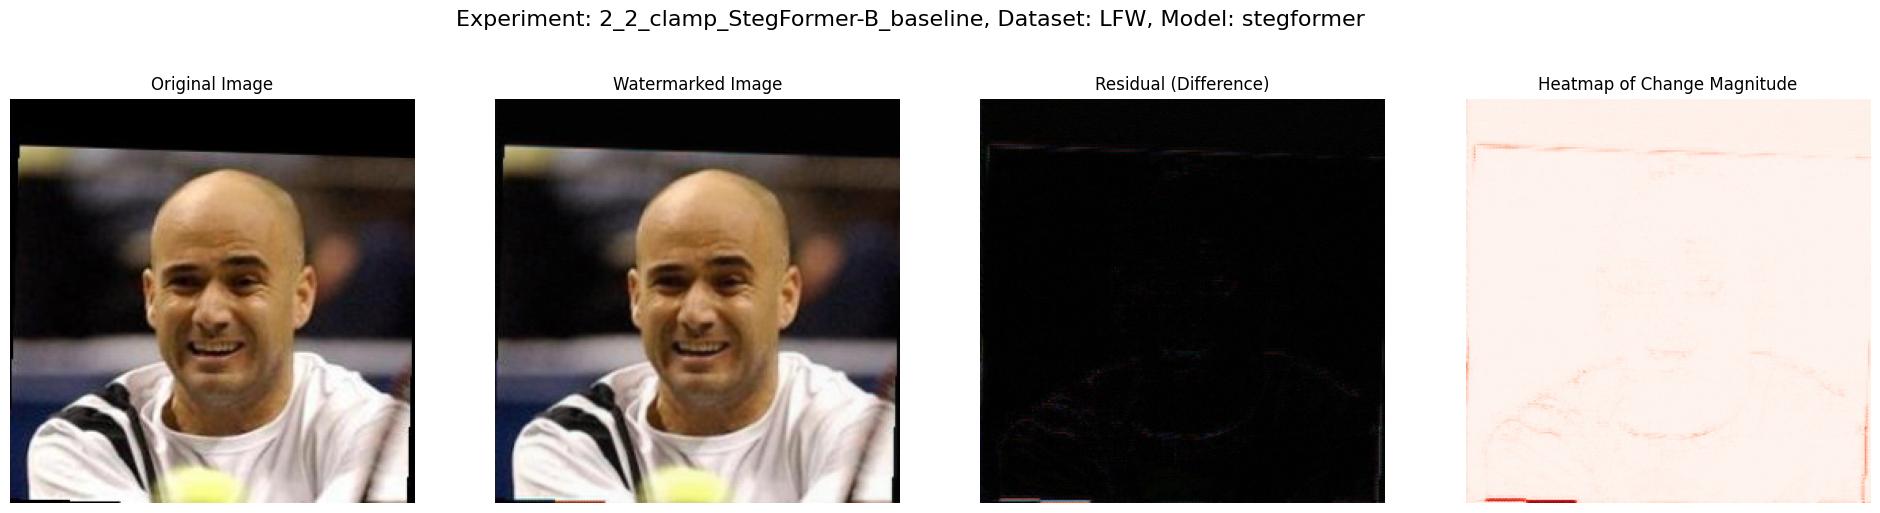 Experiment: 2_2_clamp_StegFormer-B_baseline, Dataset: LFW, Model: stegformer
Original Image
Watermarked Image
Residual (Difference)
Heatmap of Change Magnitude